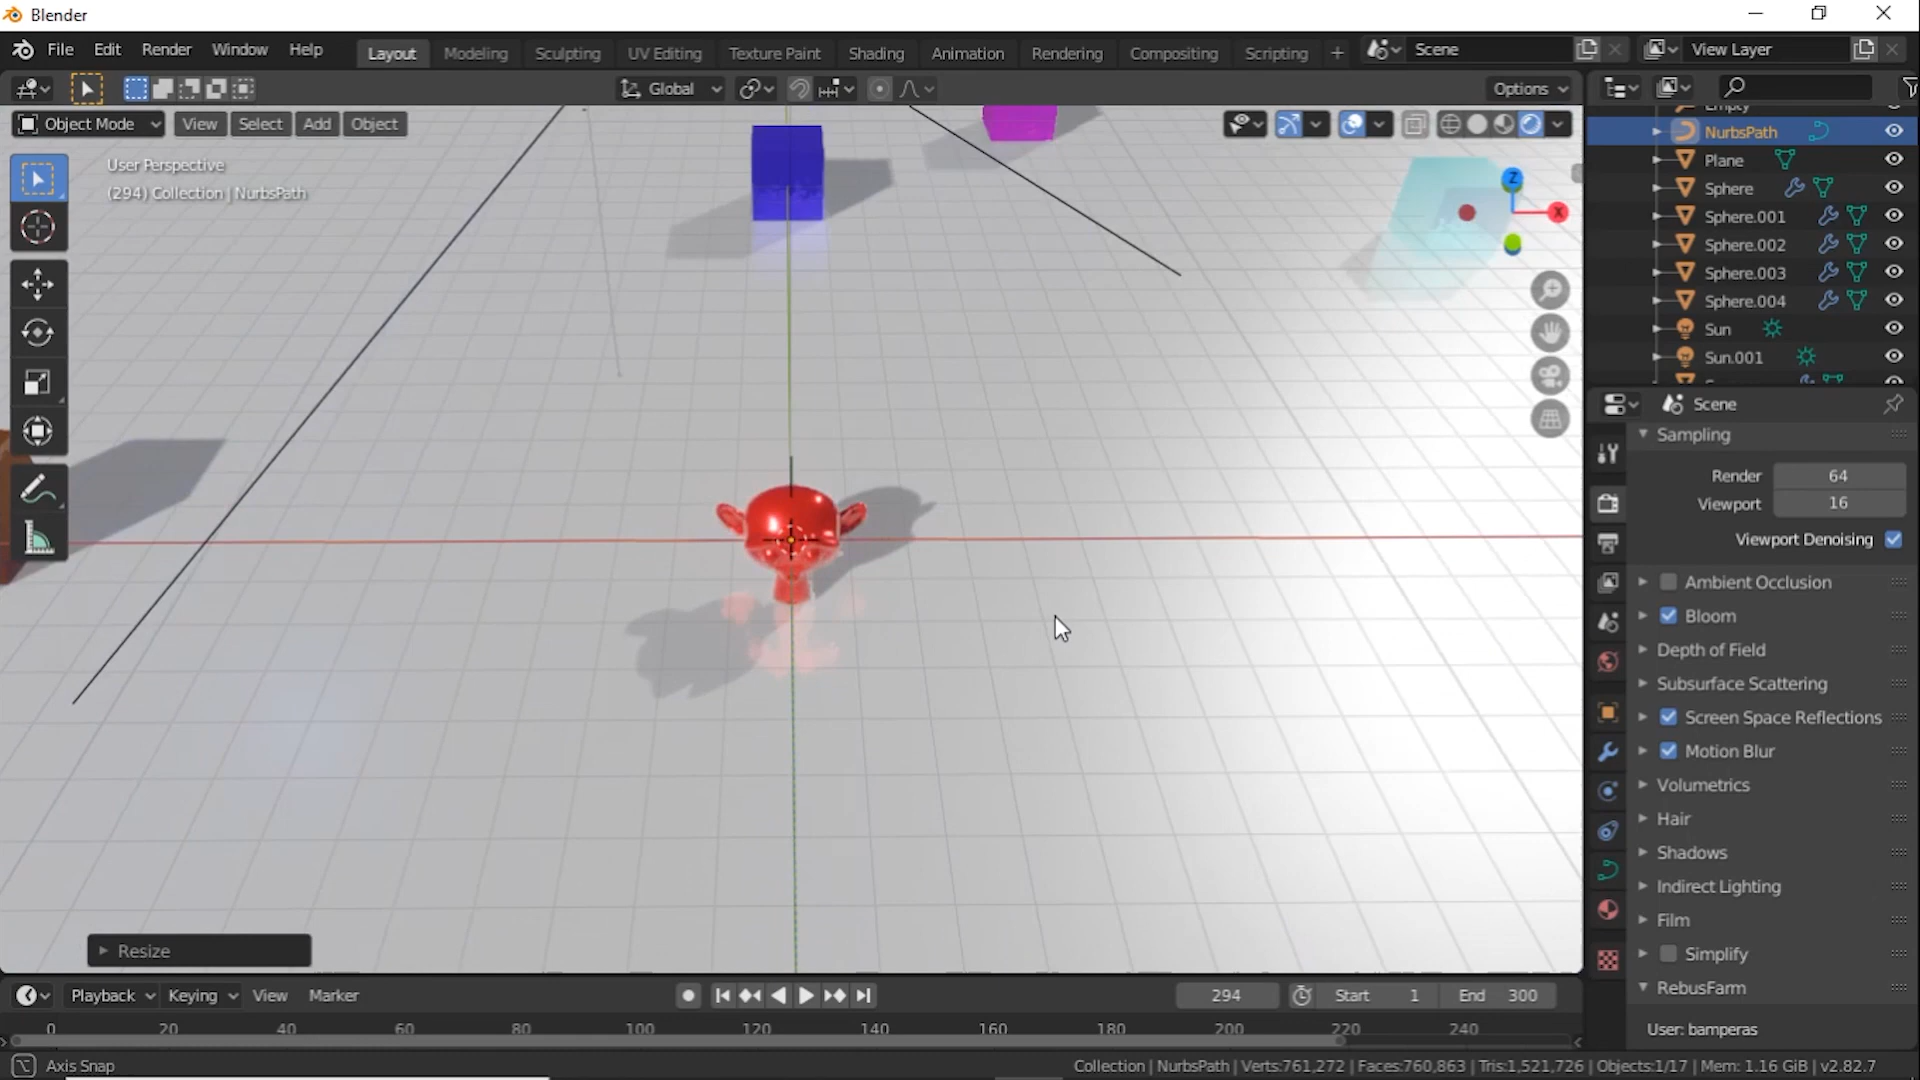 Blender
File Edit Render Window Help Layout Modeling Sculpting UV Editing Texture Paint Shading Animation Rendering Compositing Scripting + Scene View Layer
Global Options
Object Mode View Select Add Object
User Perspective
(294) Collection | NurbsPath
Z
X
Empty
NurbsPath
Plane
Sphere
Sphere.001
Sphere.002
Sphere.003
Sphere.004
Sun
Sun.001
Scene
Sampling
Render 64
Viewport 16
Viewport Denoising
Ambient Occlusion
Bloom
Depth of Field
Subsurface Scattering
Screen Space Reflections
Motion Blur
Volumetrics
Hair
Shadows
Indirect Lighting
Film
Simplify
RebusFarm
User: bamperas
Resize
Playback Keying View Marker 294 Start 1 End 300
0 20 40 60 80 100 120 140 160 180 200 220 240
Axis Snap Collection | NurbsPath | Verts:761,272 | Faces:760,863 | Tris:1,521,726 | Objects:1/17 | Mem: 1.16 GiB | v2.82.7